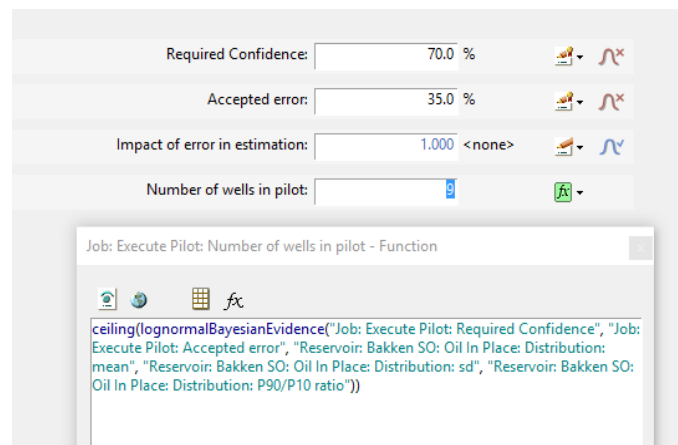 Required Confidence: 70.0 %
Accepted error: 35.0 %
Impact of error in estimation: 1.000 <none>
Number of wells in pilot: 9 fx
Job: Execute Pilot: Number of wells in pilot - Function x
fx
ceiling(lognormalBayesianEvidence("Job: Execute Pilot: Required Confidence", "Job:
Execute Pilot: Accepted error", "Reservoir: Bakken SO: Oil In Place: Distribution:
mean", "Reservoir: Bakken SO: Oil In Place: Distribution: sd", "Reservoir: Bakken SO:
Oil In Place: Distribution: P90/P10 ratio"))